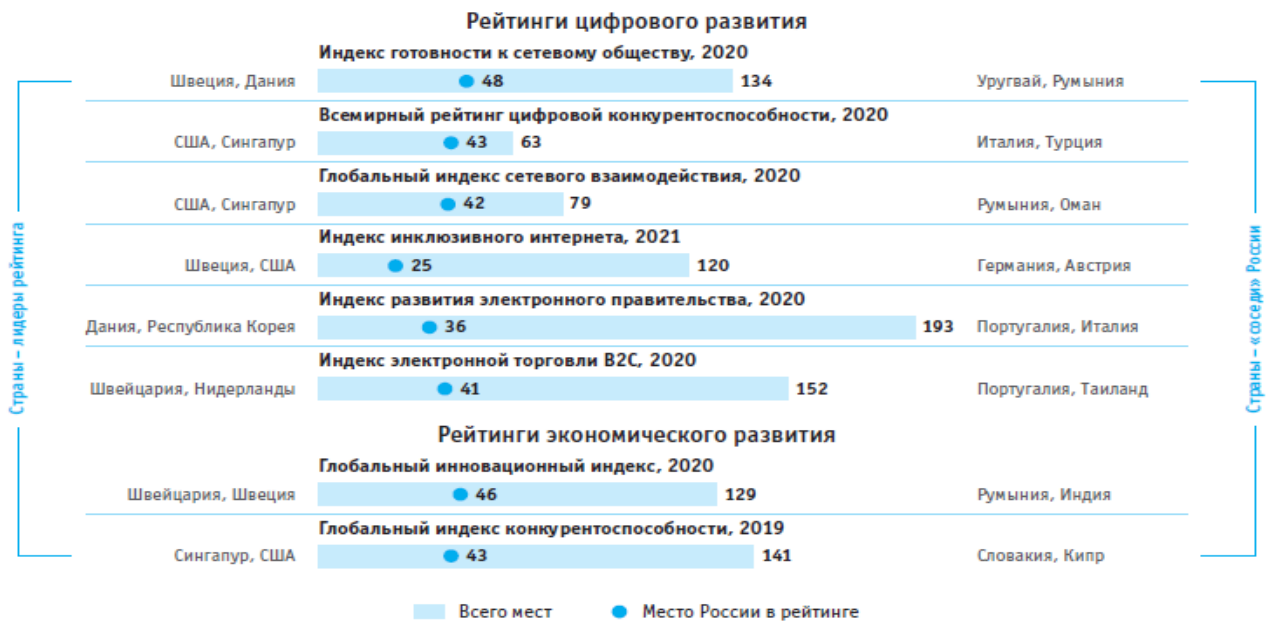 Рейтинги цифрового развития
Индекс готовности к сетевому обществу, 2020
Швеция, Дания 48 134 Уругвай, Румыния
Всемирный рейтинг цифровой конкурентоспособности, 2020
США, Сингапур 43 63 Италия, Турция
Глобальный индекс сетевого взаимодействия, 2020
США, Сингапур 42 79 Румыния, Оман
Индекс инклюзивного интернета, 2021
Швеция, США 25 120 Германия, Австрия
Индекс развития электронного правительства, 2020
Дания, Республика Корея 36 193 Португалия, Италия
Индекс электронной торговли B2C, 2020
Швейцария, Нидерланды 41 152 Португалия, Таиланд
Рейтинги экономического развития
Глобальный инновационный индекс, 2020
Швейцария, Швеция 46 129 Румыния, Индия
Глобальный индекс конкурентоспособности, 2019
Сингапур, США 43 141 Словакия, Кипр
Страны – лидеры рейтинга
Страны – «соседи» России
Всего мест Место России в рейтинге